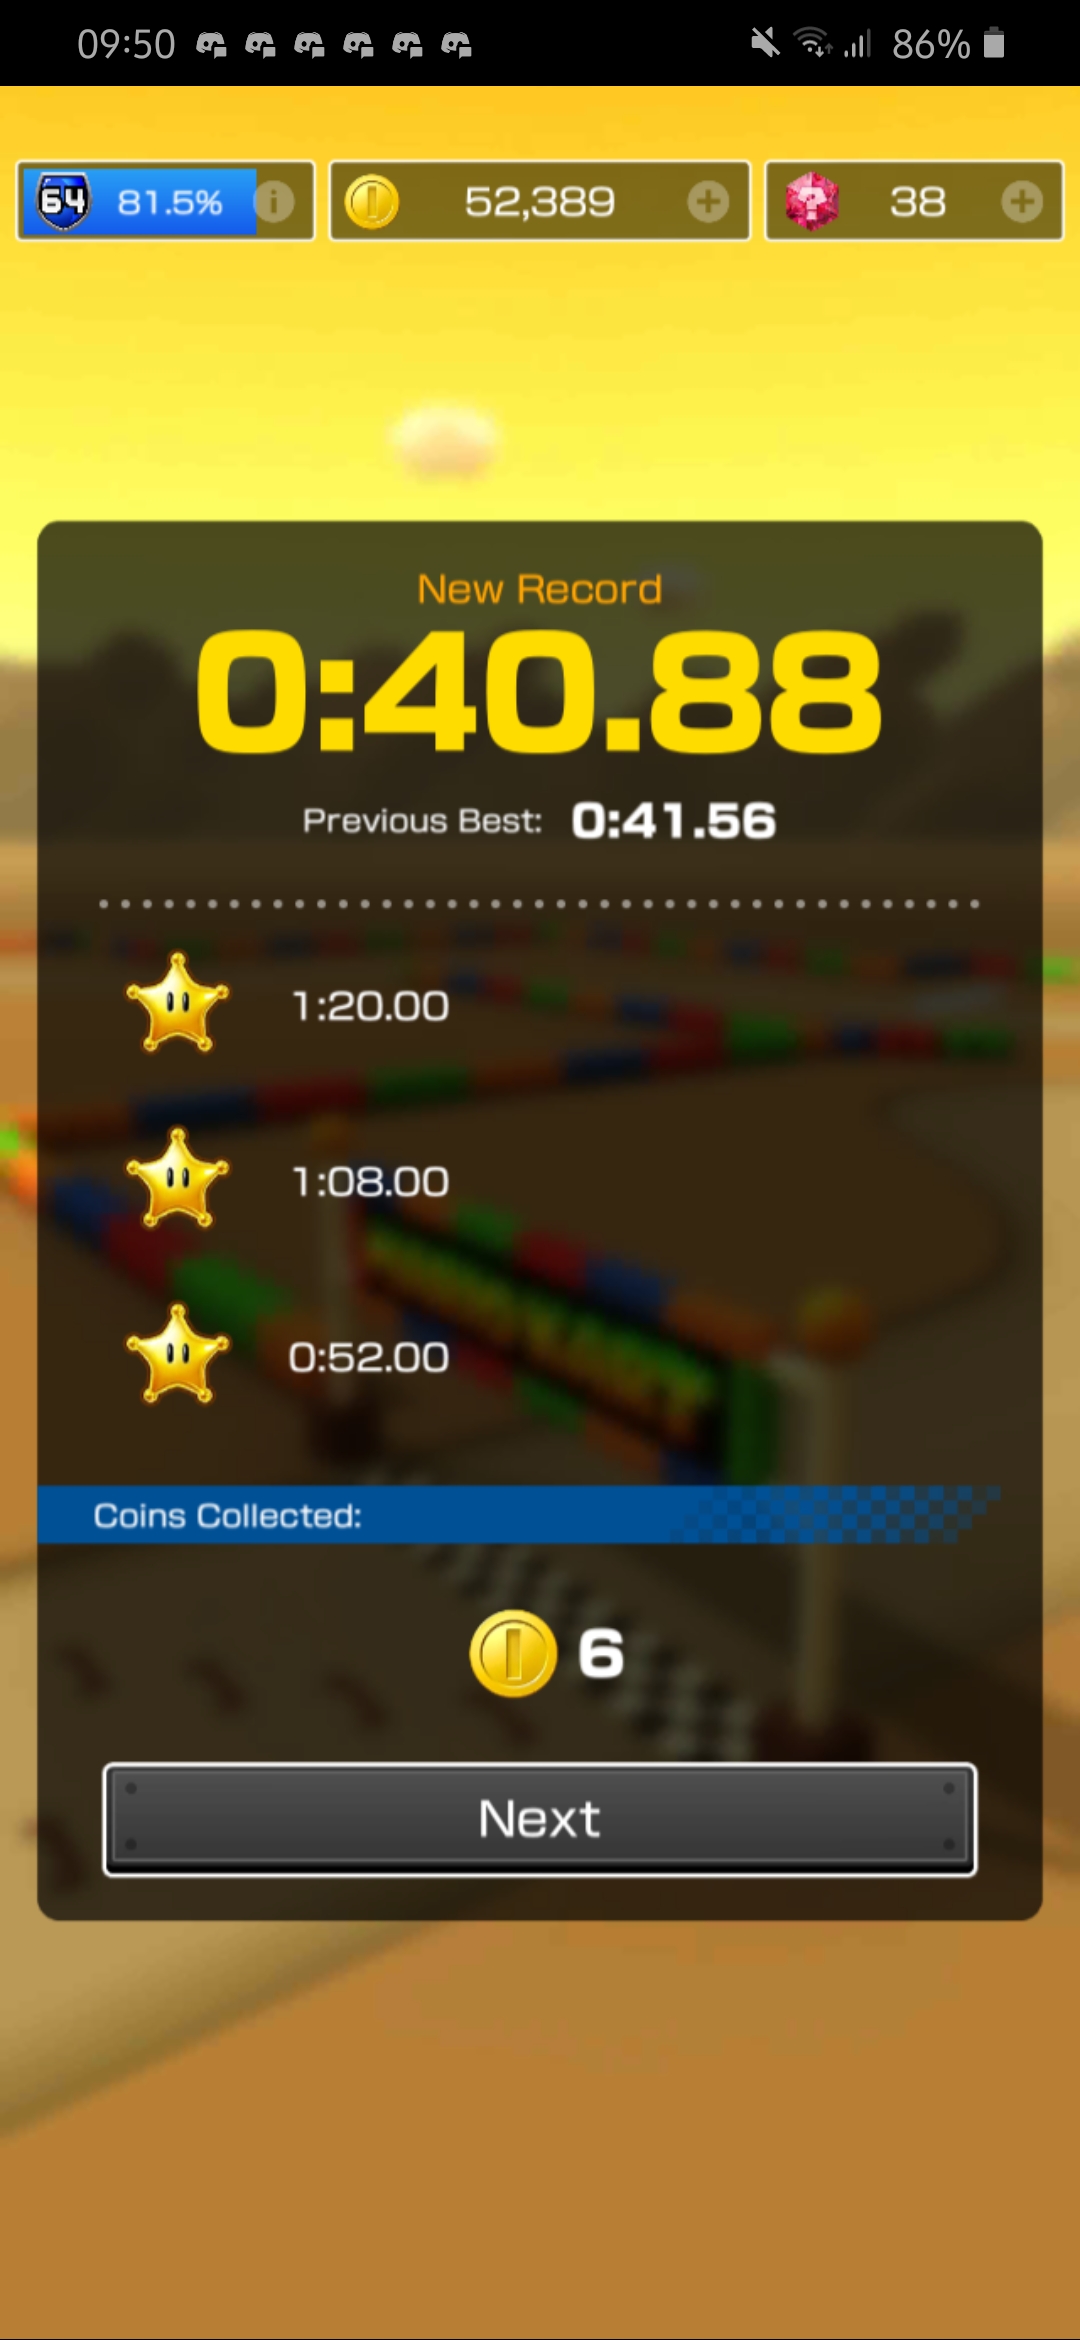 09:50 86%
64 81.5% i 52,389 + 38 +
New Record
0:40.88
Previous Best: 0:41.56
1:20.00
1:08.00
0:52.00
Coins Collected:
6
Next